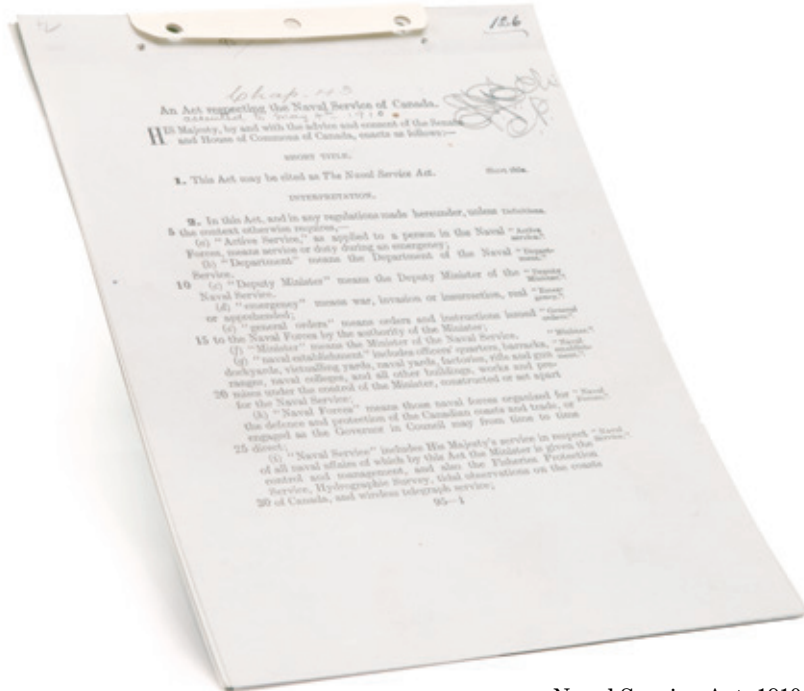 126
Chap. 43
An Act respecting the Naval Service of Canada.
assented to May 4th 1910
HIS Majesty, by and with the advice and consent of the Senate
and House of Commons of Canada, enacts as follows:—
SHORT TITLE.
1. This Act may be cited as The Naval Service Act. Short title.
INTERPRETATION.
2. In this Act, and in any regulations made hereunder, unless
5 the context otherwise requires,—
(a) "Active Service," as applied to a person in the Naval "Active
Forces, means service or duty during an emergency; service."
(b) "Department" means the Department of the Naval "Depart-
Service. ment."
10 (c) "Deputy Minister" means the Deputy Minister of the "Deputy
Naval Service. Minister."
(d) "emergency" means war, invasion or insurrection, real "Emer-
or apprehended; gency."
(e) "general orders" means orders and instructions issued "General
15 to the Naval Forces by the authority of the Minister; orders."
(f) "Minister" means the Minister of the Naval Service. "Minister."
(g) "naval establishment" includes officers' quarters, barracks, "Naval
dockyards, victualling yards, naval yards, factories, rifle and gun
ranges, naval colleges, and all other buildings, works and pre-
20 mises under the control of the Minister, constructed or set apart
for the Naval Service;
(h) "Naval Forces" means those naval forces organized for "Naval
the defence and protection of the Canadian coasts and trade, or Forces."
engaged as the Governor in Council may from time to time
25 direct;
(i) "Naval Service" includes His Majesty's service in respect "Naval
of all naval affairs of which by this Act the Minister is given the Service."
control and management, and also the Fisheries Protection
Service, Hydrographic Survey, tidal observations on the coasts
30 of Canada, and wireless telegraph service;
95—1